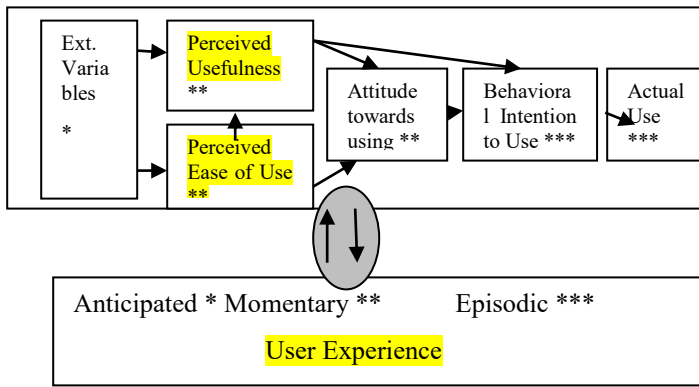 Ext.
Varia
bles
*
Perceived
Usefulness
**
Perceived
Ease of Use
**
Attitude
towards
using **
Behaviora
l Intention
to Use ***
Actual
Use
***
Anticipated * Momentary ** Episodic ***
User Experience